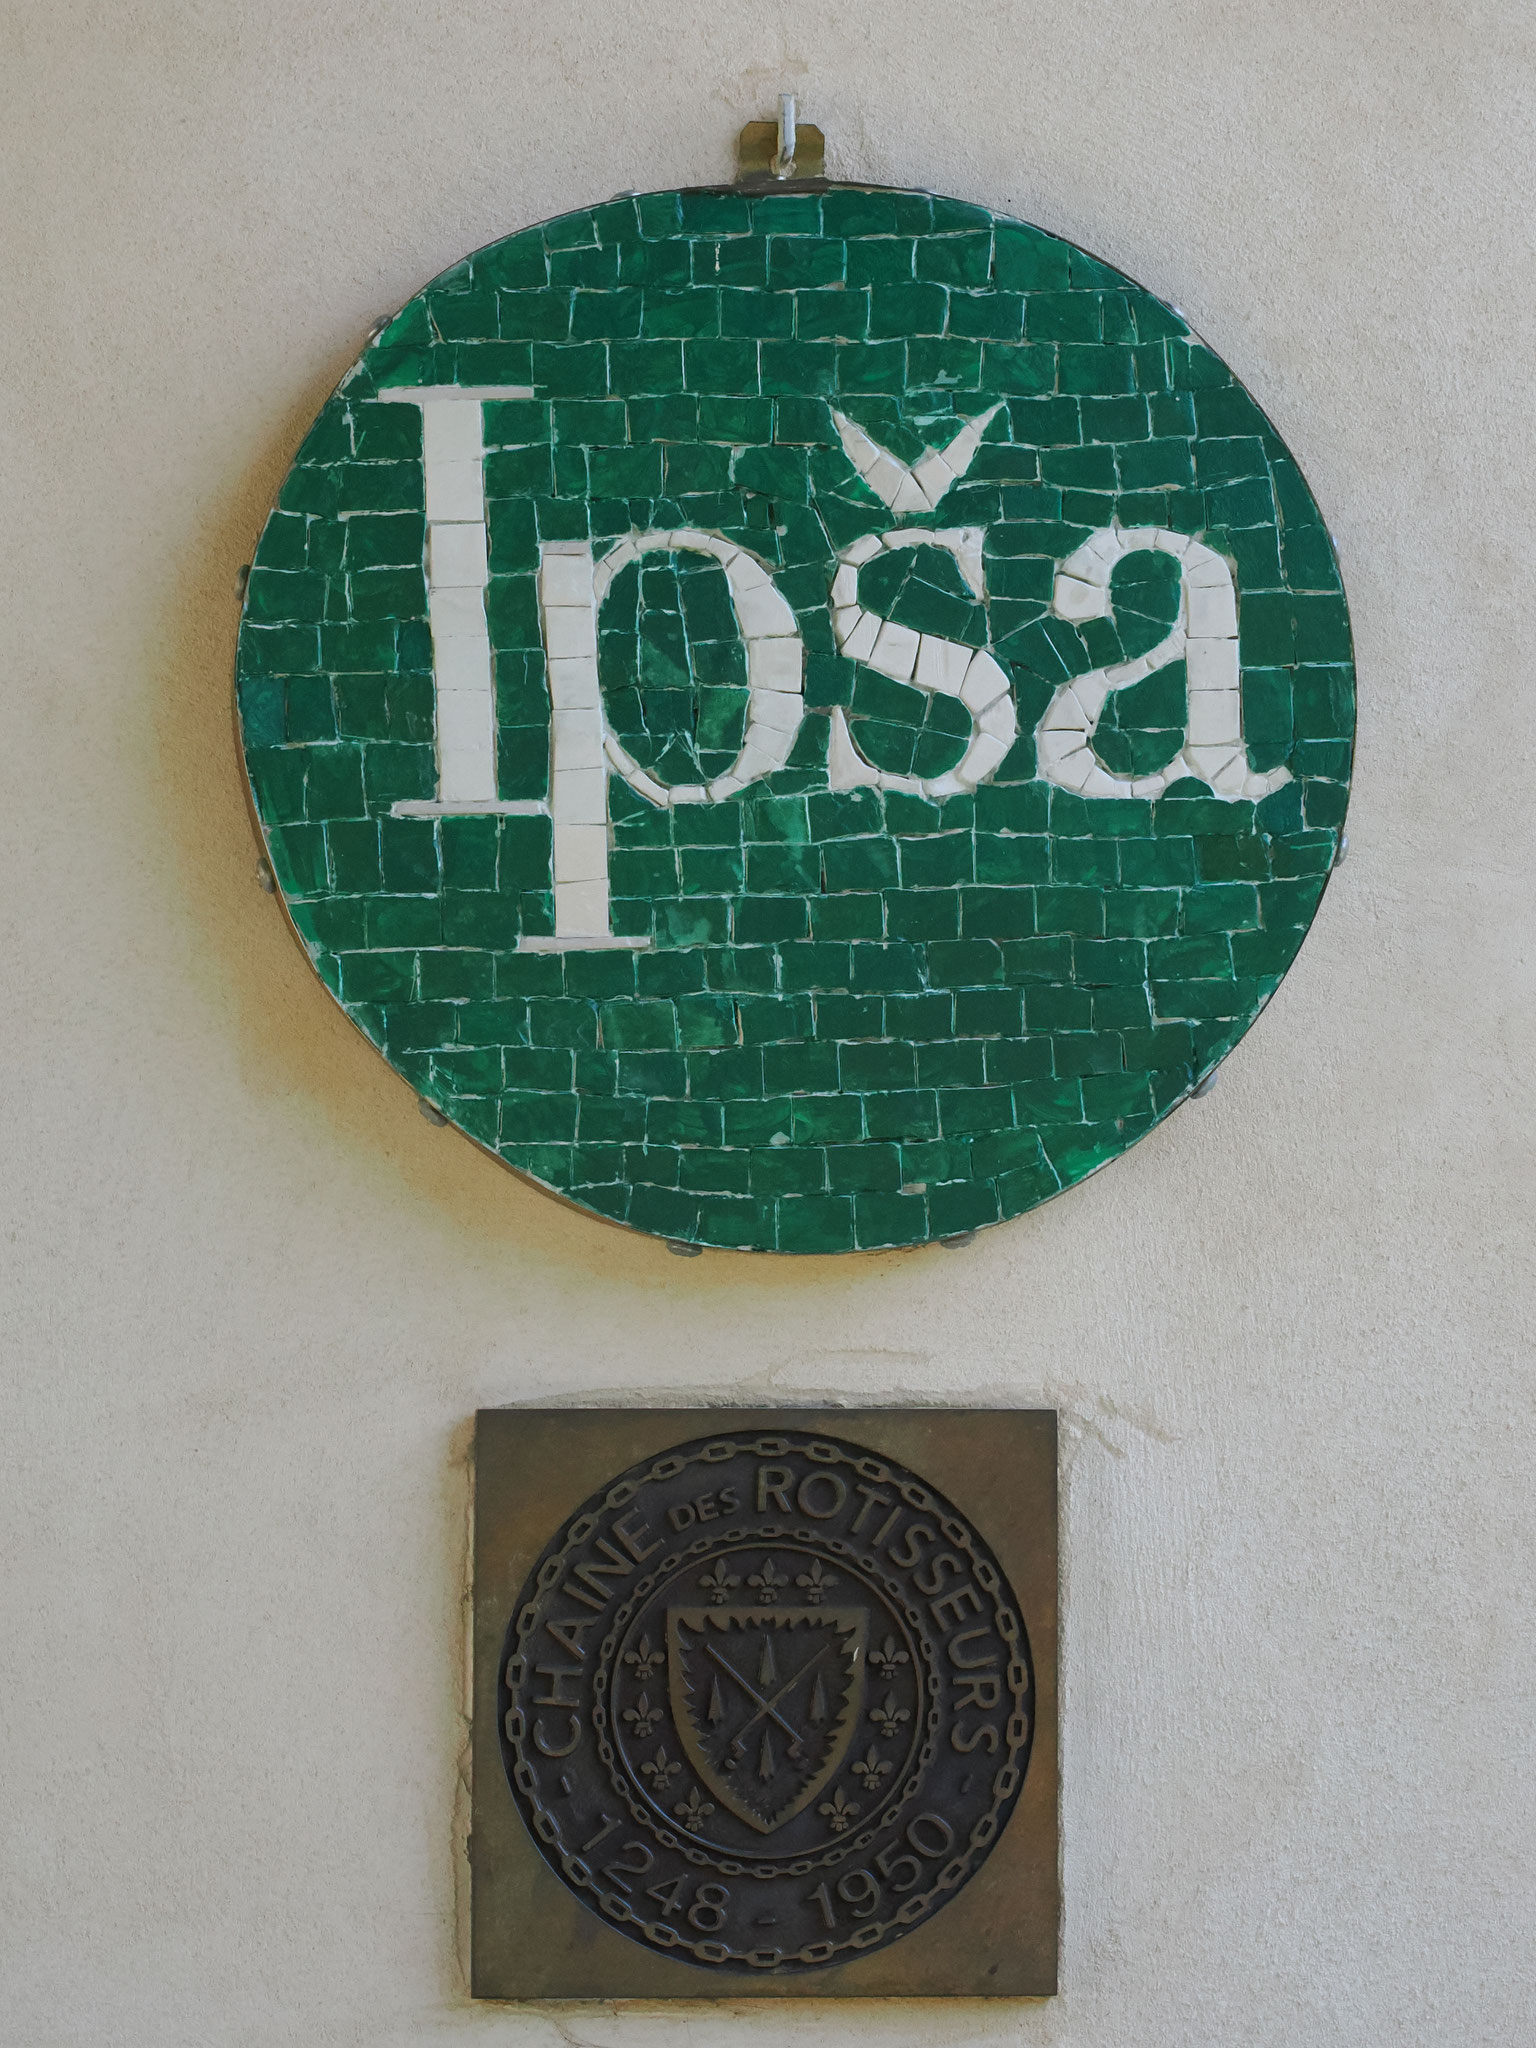 Ipša
CHAINE DES ROTISSEURS
- 1248 - 1950 -